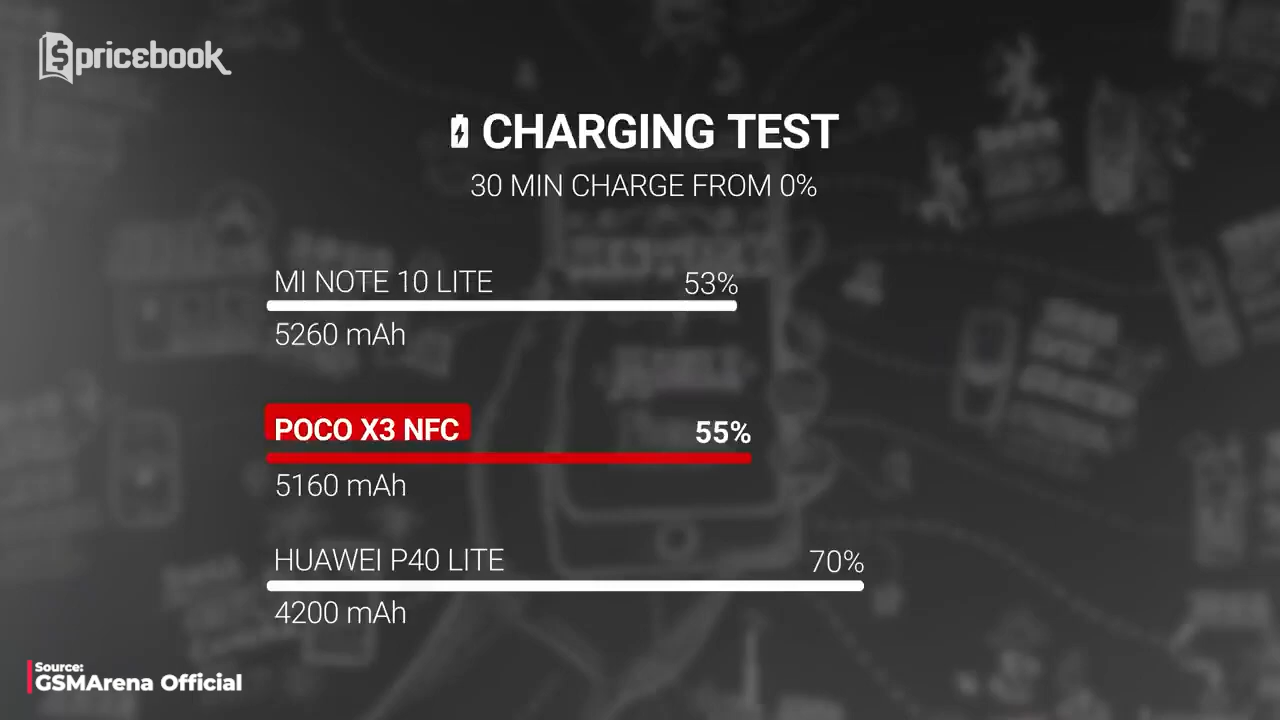 pricebook
CHARGING TEST
30 MIN CHARGE FROM 0%
MI NOTE 10 LITE 53%
5260 mAh
POCO X3 NFC 55%
5160 mAh
HUAWEI P40 LITE 70%
4200 mAh
Source:
GSMArena Official